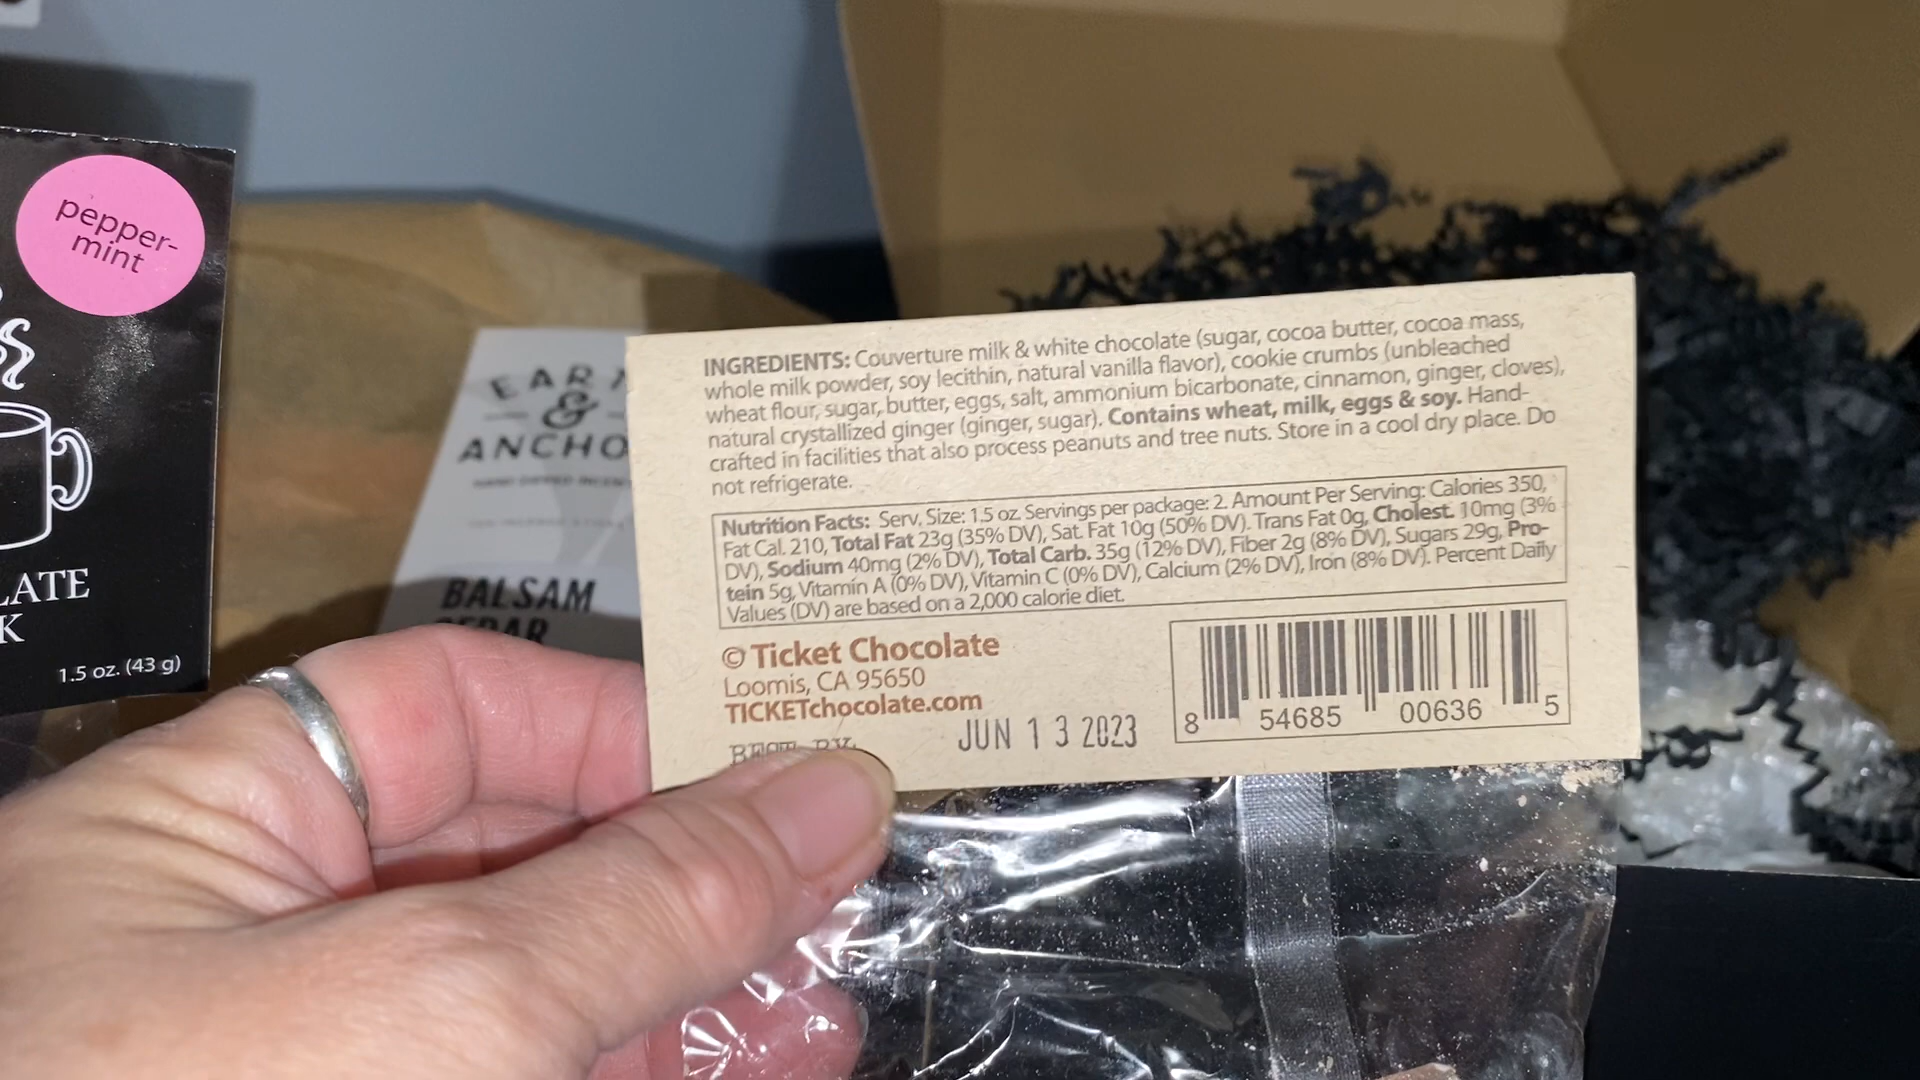 pepper-
mint
LATE
K
1.5 oz. (43 g)
EAR
&
ANCHO
BALSAM
CEDAR
INGREDIENTS: Couverture milk & white chocolate (sugar, cocoa butter, cocoa mass,
whole milk powder, soy lecithin, natural vanilla flavor), cookie crumbs (unbleached
wheat flour, sugar, butter, eggs, salt, ammonium bicarbonate, cinnamon, ginger, cloves),
natural crystallized ginger (ginger, sugar). Contains wheat, milk, eggs & soy. Hand-
crafted in facilities that also process peanuts and tree nuts. Store in a cool dry place. Do
not refrigerate.
Nutrition Facts: Serv. Size: 1.5 oz. Servings per package: 2. Amount Per Serving: Calories 350,
Fat Cal. 210, Total Fat 23g (35% DV), Sat. Fat 10g (50% DV). Trans Fat 0g, Cholest. 10mg (3%
DV), Sodium 40mg (2% DV), Total Carb. 35g (12% DV), Fiber 2g (8% DV), Sugars 29g, Pro-
tein 5g, Vitamin A (0% DV), Vitamin C (0% DV), Calcium (2% DV), Iron (8% DV). Percent Daily
Values (DV) are based on a 2,000 calorie diet.
© Ticket Chocolate
Loomis, CA 95650
TICKETchocolate.com
BEST BY: JUN 13 2023
8 54685 00636 5